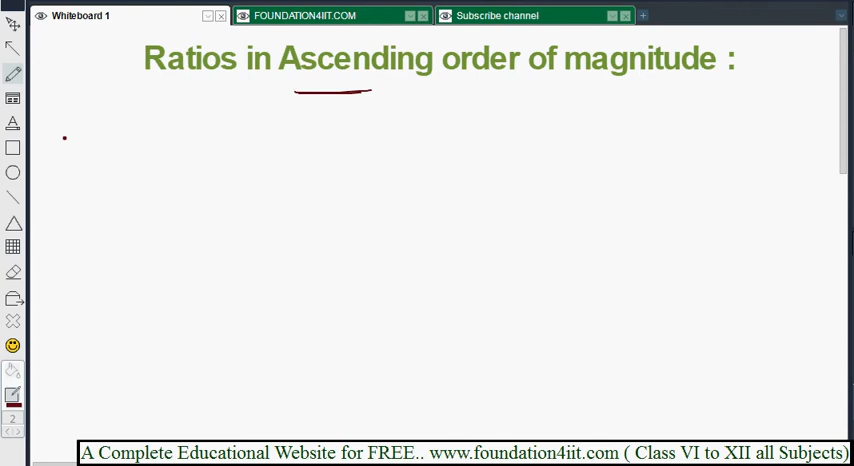 Whiteboard 1
FOUNDATION4IIT.COM
Subscribe channel
Ratios in Ascending order of magnitude :
2
A Complete Educational Website for FREE.. www.foundation4iit.com ( Class VI to XII all Subjects)